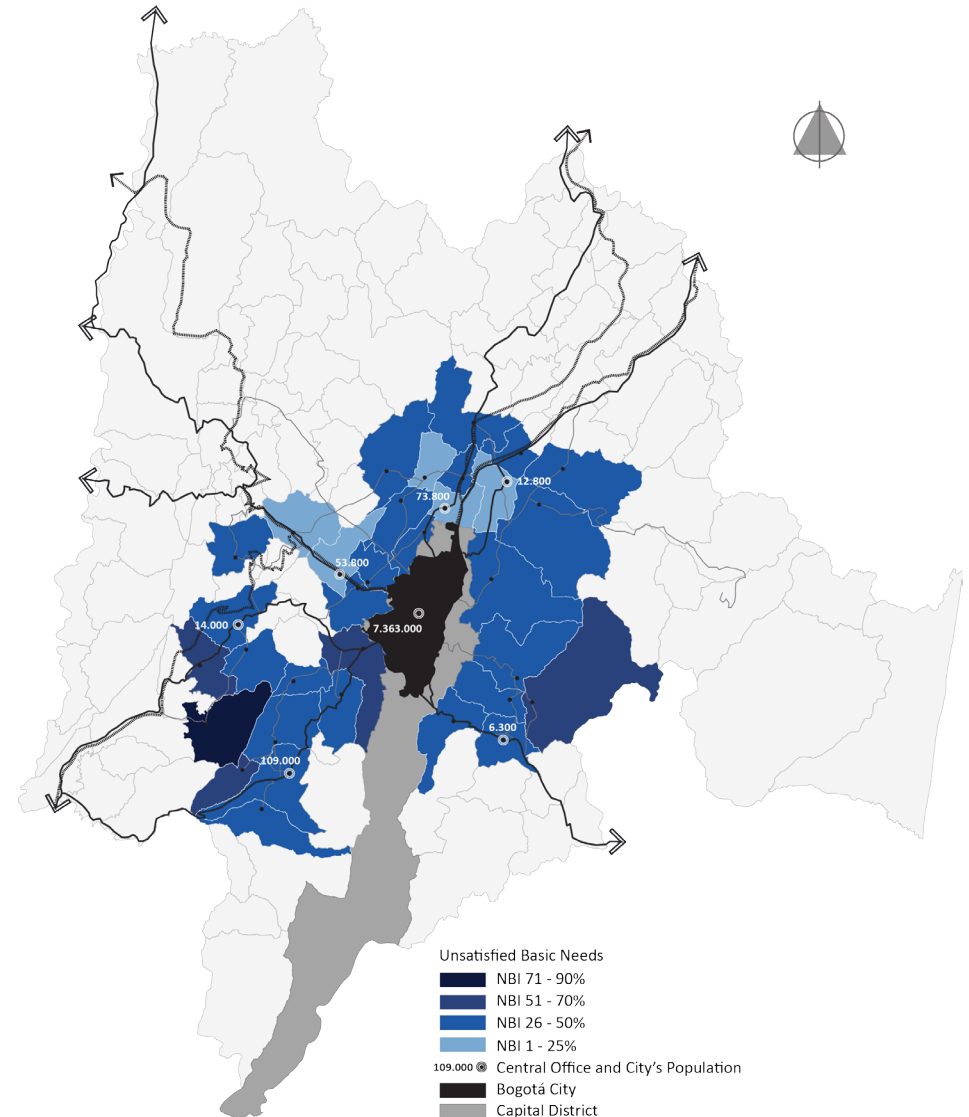 12.800
73.800
53.800
14.000
7.363.000
6.300
109.000
Unsatisfied Basic Needs
NBI 71 - 90%
NBI 51 - 70%
NBI 26 - 50%
NBI 1 - 25%
109.000 Central Office and City's Population
Bogotá City
Capital District